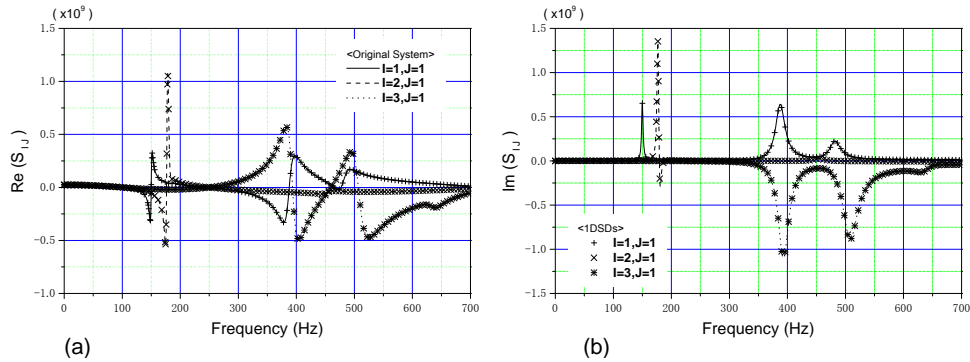 ( x10⁹)
1.5
1.0
0.5
0.0
−0.5
−1.0
Re (S I J )
<Original System>
I=1,J=1
I=2,J=1
I=3,J=1
0 100 200 300 400 500 600 700
Frequency (Hz)
(a)
( x10⁹)
1.5
1.0
0.5
0.0
−0.5
−1.0
−1.5
Im (S I J )
<1DSDs>
I=1,J=1
I=2,J=1
I=3,J=1
0 100 200 300 400 500 600 700
Frequency (Hz)
(b)